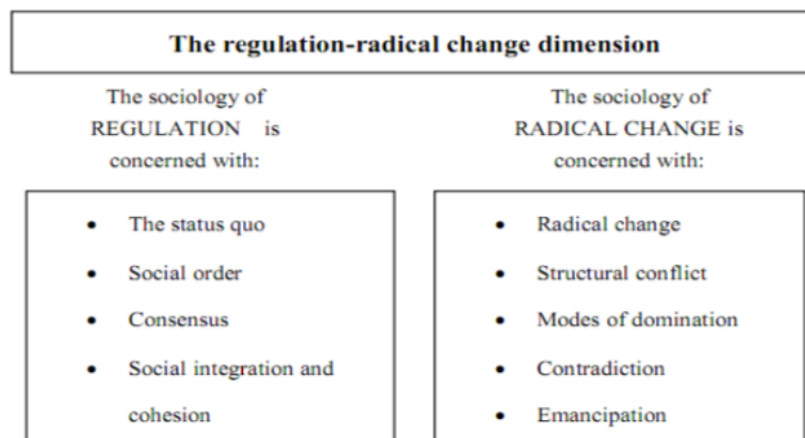 The regulation-radical change dimension
The sociology of
REGULATION is
concerned with:
• The status quo
• Social order
• Consensus
• Social integration and
cohesion
The sociology of
RADICAL CHANGE is
concerned with:
• Radical change
• Structural conflict
• Modes of domination
• Contradiction
• Emancipation